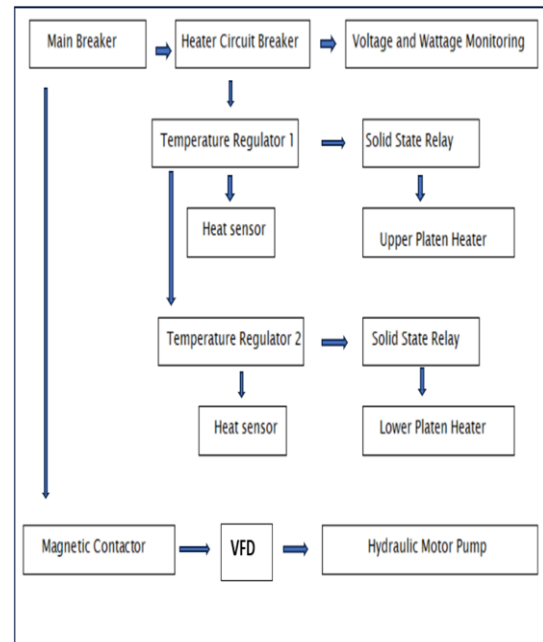 Main Breaker
Heater Circuit Breaker
Voltage and Wattage Monitoring
Temperature Regulator 1
Solid State Relay
Heat sensor
Upper Platen Heater
Temperature Regulator 2
Solid State Relay
Heat sensor
Lower Platen Heater
Magnetic Contactor
VFD
Hydraulic Motor Pump